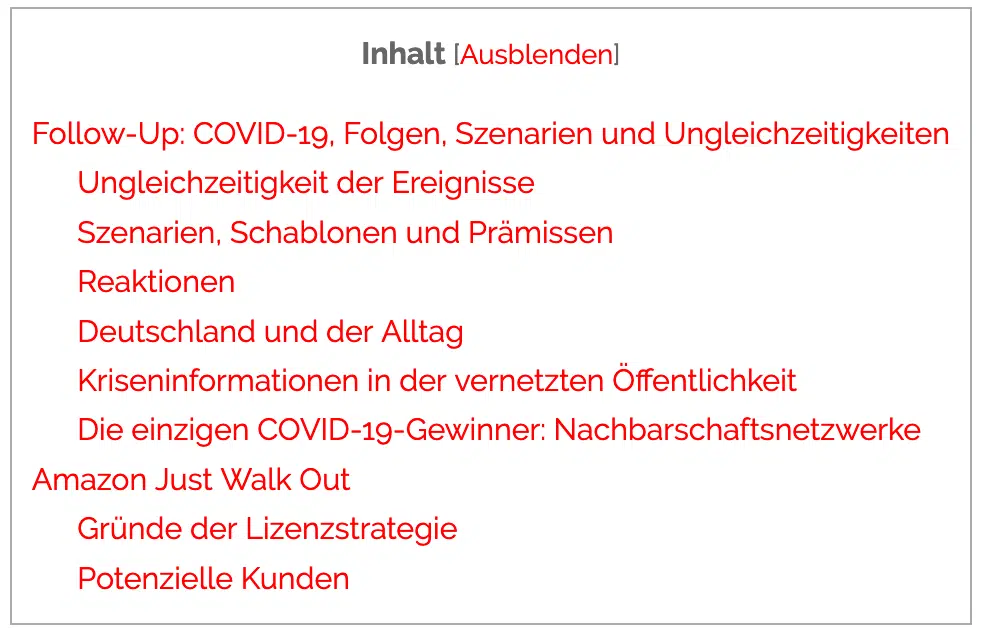 Inhalt [Ausblenden]
Follow-Up: COVID-19, Folgen, Szenarien und Ungleichzeitigkeiten
Ungleichzeitigkeit der Ereignisse
Szenarien, Schablonen und Prämissen
Reaktionen
Deutschland und der Alltag
Kriseninformationen in der vernetzten Öffentlichkeit
Die einzigen COVID-19-Gewinner: Nachbarschaftsnetzwerke
Amazon Just Walk Out
Gründe der Lizenzstrategie
Potenzielle Kunden